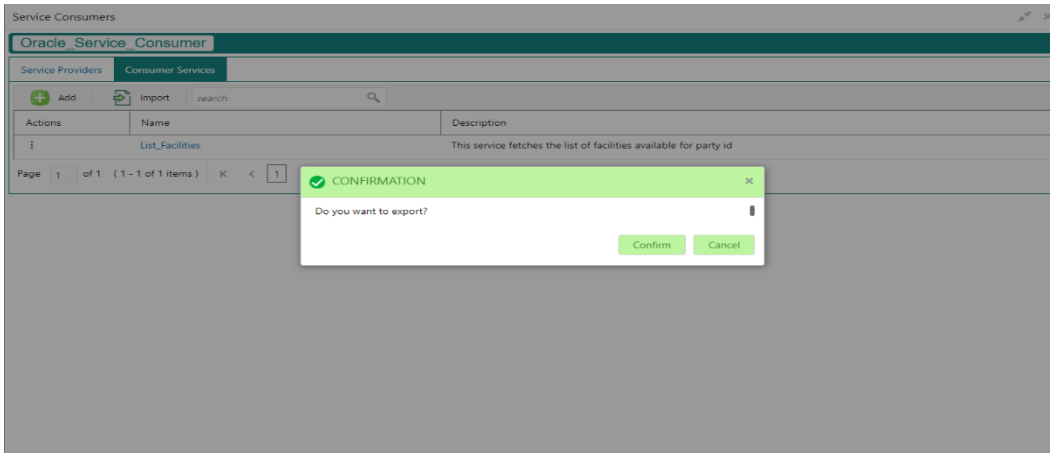 Service Consumers
Oracle_Service_Consumer
Service Providers Consumer Services
Add Import search
Actions Name Description
List_Facilities This service fetches the list of facilities available for party id
Page 1 of 1 (1 - 1 of 1 items) K < 1
CONFIRMATION
Do you want to export?
Confirm Cancel